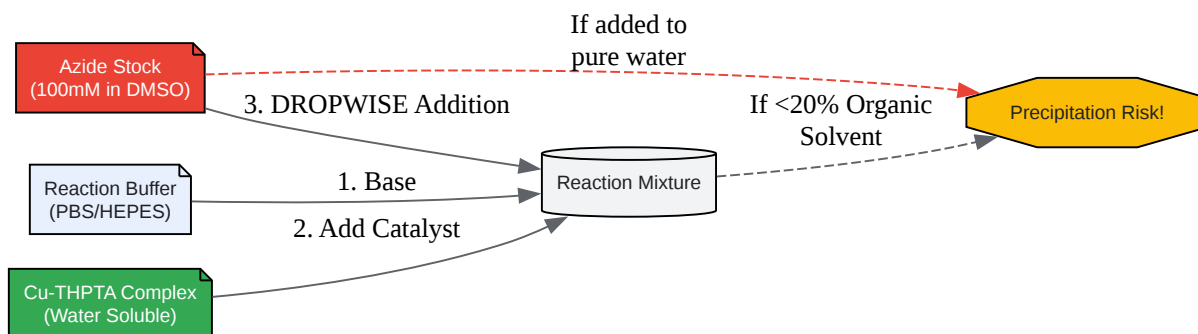 If added to
pure water
Azide Stock
(100mM in DMSO)
3. DROPWISE Addition
If <20% Organic
Solvent
Precipitation Risk!
Reaction Buffer
(PBS/HEPES)
1. Base
Reaction Mixture
2. Add Catalyst
Cu-THPTA Complex
(Water Soluble)